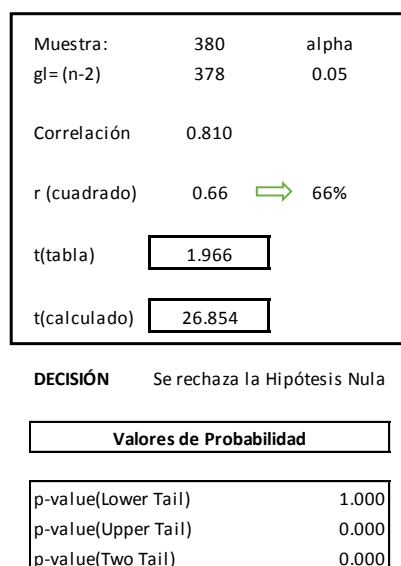 Muestra: 380 alpha
gl= (n-2) 378 0.05
Correlación 0.810
r (cuadrado) 0.66 66%
t(tabla) 1.966
t(calculado) 26.854
DECISIÓN Se rechaza la Hipótesis Nula
Valores de Probabilidad
p-value(Lower Tail) 1.000
p-value(Upper Tail) 0.000
p-value(Two Tail) 0.000